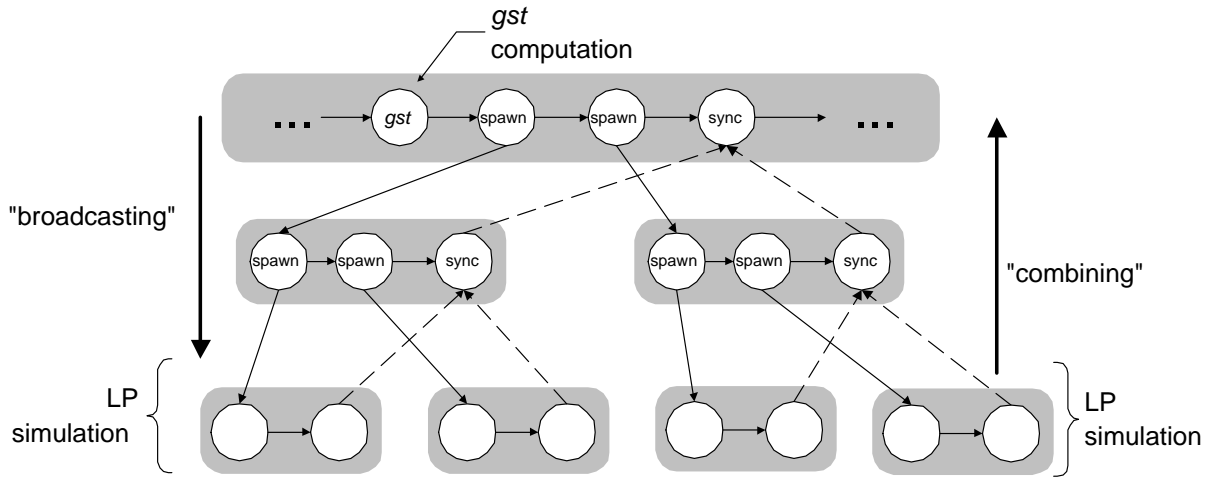 gst
computation
... gst spawn spawn sync ...
"broadcasting"
spawn spawn sync spawn spawn sync
"combining"
LP
simulation
LP
simulation